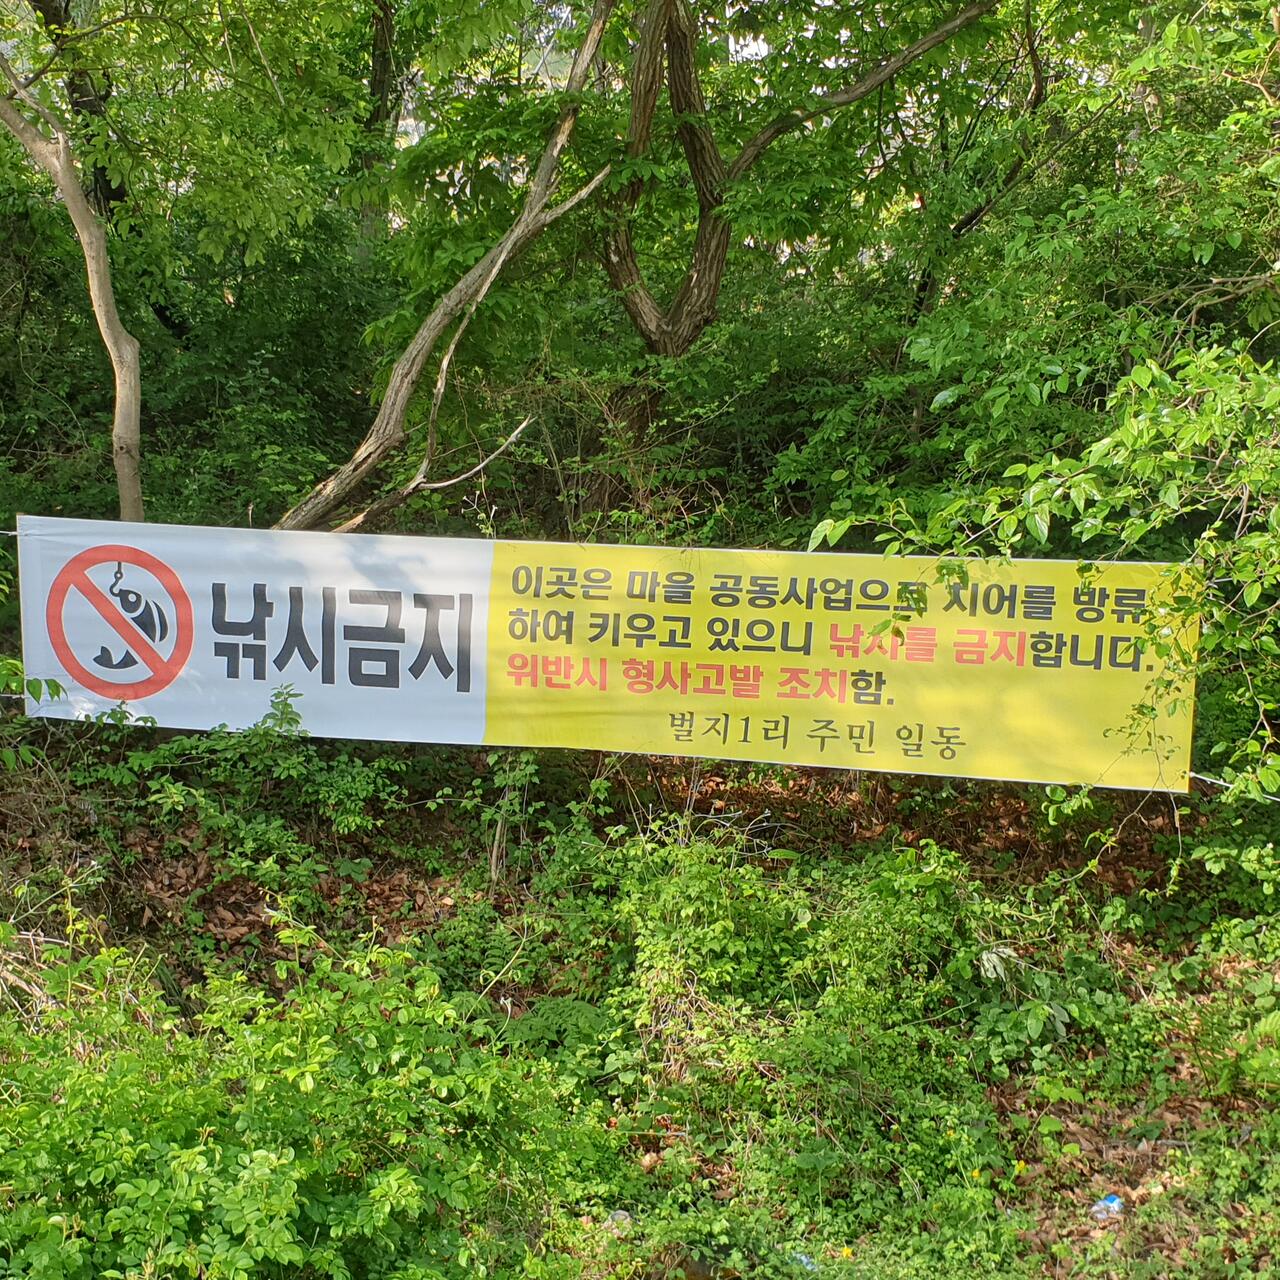 낚시금지
이곳은 마을 공동사업으로 치어를 방류
하여 키우고 있으니 낚시를 금지합니다.
위반시 형사고발 조치함.
벌지1리 주민 일동